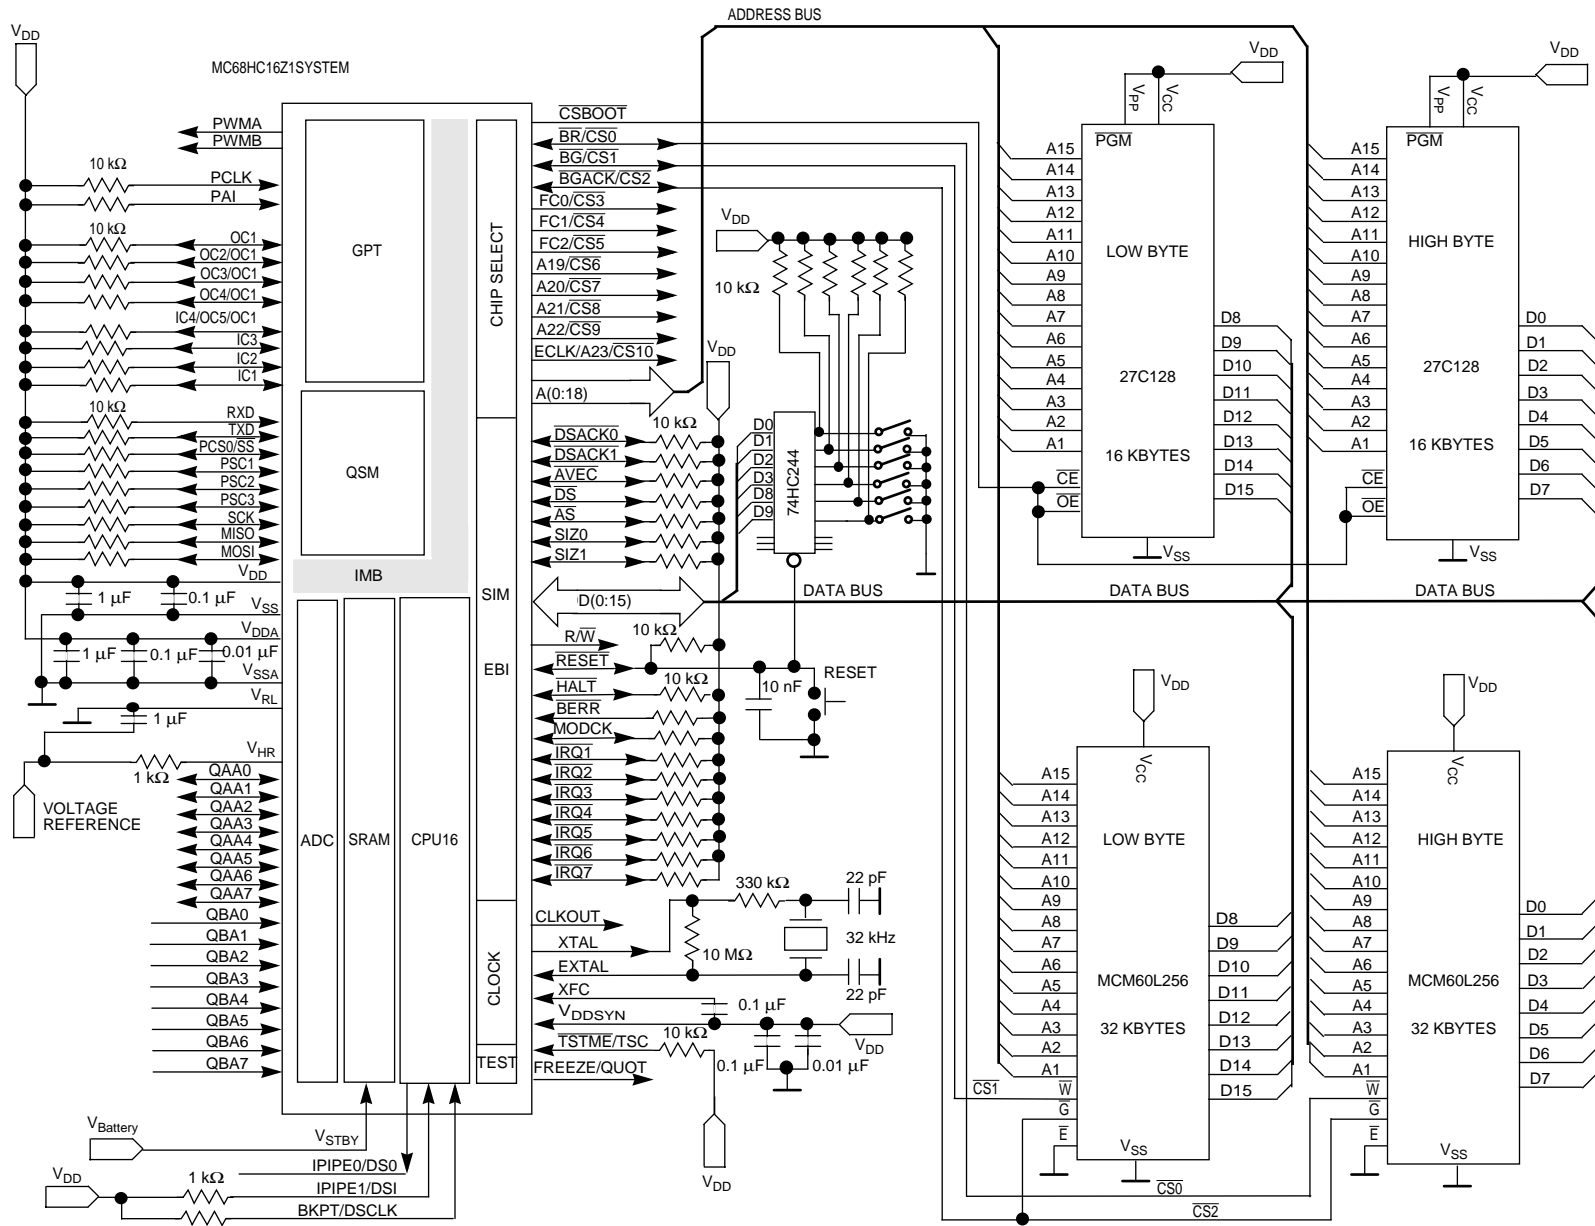 ADDRESS BUS
VDD
MC68HC16Z1SYSTEM
PWMA
PWMB
10 kΩ
PCLK
PAI
10 kΩ
OC1
OC2/OC1
OC3/OC1
OC4/OC1
IC4/OC5/OC1
IC3
IC2
IC1
10 kΩ
RXD
TXD
PCS0/SS
PSC1
PSC2
PSC3
SCK
MISO
MOSI
VDD
1 µF
0.1 µF
VSS
VDDA
1 µF
0.1 µF
0.01 µF
VSSA
VRL
1 µF
VHR
1 kΩ
VOLTAGE
REFERENCE
QAA0
QAA1
QAA2
QAA3
QAA4
QAA5
QAA6
QAA7
QBA0
QBA1
QBA2
QBA3
QBA4
QBA5
QBA6
QBA7
VBattery
VSTBY
VDD
1 kΩ
IPIPE0/DS0
IPIPE1/DSI
BKPT/DSCLK
GPT
QSM
IMB
ADC
SRAM
CPU16
CHIP SELECT
SIM
EBI
CLOCK
TEST
CSBOOT
BR/CS0
BG/CS1
BGACK/CS2
FC0/CS3
FC1/CS4
FC2/CS5
A19/CS6
A20/CS7
A21/CS8
A22/CS9
ECLK/A23/CS10
A(0:18)
VDD
10 kΩ
DSACK0
DSACK1
AVEC
DS
AS
SIZ0
SIZ1
D(0:15)
R/W
10 kΩ
RESET
HALT
10 kΩ
BERR
MODCK
IRQ1
IRQ2
IRQ3
IRQ4
IRQ5
IRQ6
IRQ7
CLKOUT
XTAL
EXTAL
XFC
VDDSYN
TSTME/TSC
FREEZE/QUOT
330 kΩ
22 pF
10 MΩ
32 kHz
22 pF
0.1 µF
10 kΩ
0.1 µF
0.01 µF
VDD
VDD
VDD
10 kΩ
D0
D1
D2
D3
D8
D9
74HC244
DATA BUS
10 nF
RESET
VDD
VPP
VCC
PGM
A15
A14
A13
A12
A11
A10
A9
A8
A7
A6
A5
A4
A3
A2
A1
CE
OE
LOW BYTE
27C128
16 KBYTES
D8
D9
D10
D11
D12
D13
D14
D15
VSS
DATA BUS
VDD
VPP
VCC
PGM
A15
A14
A13
A12
A11
A10
A9
A8
A7
A6
A5
A4
A3
A2
A1
CE
OE
HIGH BYTE
27C128
16 KBYTES
D0
D1
D2
D3
D4
D5
D6
D7
VSS
DATA BUS
VDD
VCC
A15
A14
A13
A12
A11
A10
A9
A8
A7
A6
A5
A4
A3
A2
A1
W
G
E
LOW BYTE
MCM60L256
32 KBYTES
D8
D9
D10
D11
D12
D13
D14
D15
VSS
CS1
CS0
CS2
VDD
VCC
A15
A14
A13
A12
A11
A10
A9
A8
A7
A6
A5
A4
A3
A2
A1
W
G
E
HIGH BYTE
MCM60L256
32 KBYTES
D0
D1
D2
D3
D4
D5
D6
D7
VSS